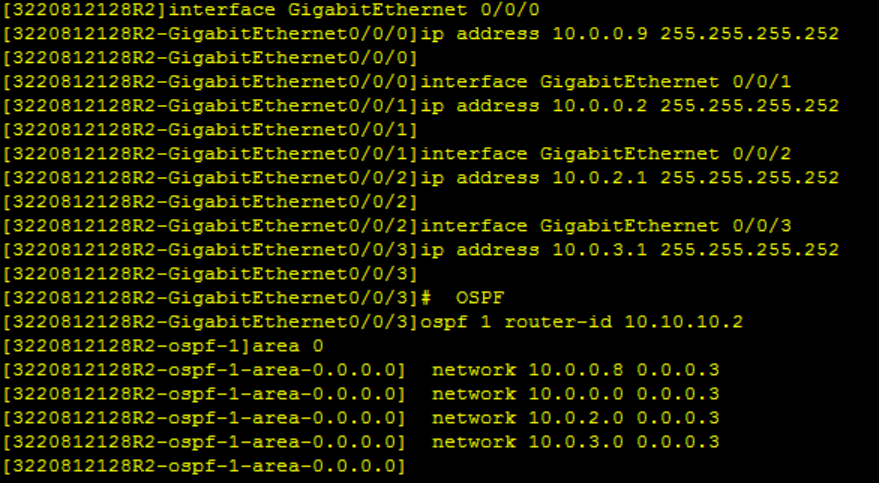 [3220812128R2]interface GigabitEthernet 0/0/0
[3220812128R2-GigabitEthernet0/0/0]ip address 10.0.0.9 255.255.255.252
[3220812128R2-GigabitEthernet0/0/0]
[3220812128R2-GigabitEthernet0/0/0]interface GigabitEthernet 0/0/1
[3220812128R2-GigabitEthernet0/0/1]ip address 10.0.0.2 255.255.255.252
[3220812128R2-GigabitEthernet0/0/1]
[3220812128R2-GigabitEthernet0/0/1]interface GigabitEthernet 0/0/2
[3220812128R2-GigabitEthernet0/0/2]ip address 10.0.2.1 255.255.255.252
[3220812128R2-GigabitEthernet0/0/2]
[3220812128R2-GigabitEthernet0/0/2]interface GigabitEthernet 0/0/3
[3220812128R2-GigabitEthernet0/0/3]ip address 10.0.3.1 255.255.255.252
[3220812128R2-GigabitEthernet0/0/3]
[3220812128R2-GigabitEthernet0/0/3]#  OSPF
[3220812128R2-GigabitEthernet0/0/3]ospf 1 router-id 10.10.10.2
[3220812128R2-ospf-1]area 0
[3220812128R2-ospf-1-area-0.0.0.0]  network 10.0.0.8 0.0.0.3
[3220812128R2-ospf-1-area-0.0.0.0]  network 10.0.0.0 0.0.0.3
[3220812128R2-ospf-1-area-0.0.0.0]  network 10.0.2.0 0.0.0.3
[3220812128R2-ospf-1-area-0.0.0.0]  network 10.0.3.0 0.0.0.3
[3220812128R2-ospf-1-area-0.0.0.0]